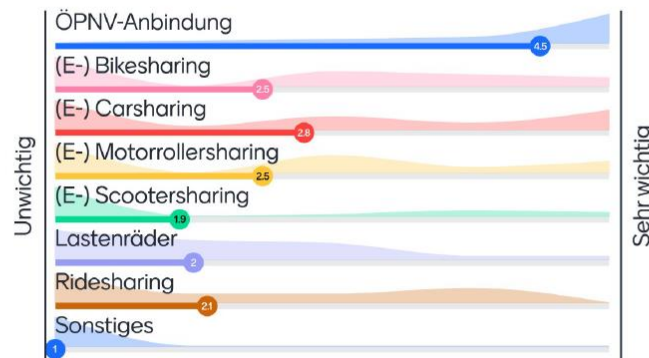 ÖPNV-Anbindung
4.5
(E-) Bikesharing
2.5
(E-) Carsharing
2.8
(E-) Motorrollersharing
2.5
(E-) Scootersharing
1.9
Lastenräder
2
Ridesharing
2.1
Sonstiges
1
Unwichtig
Sehr wichtig